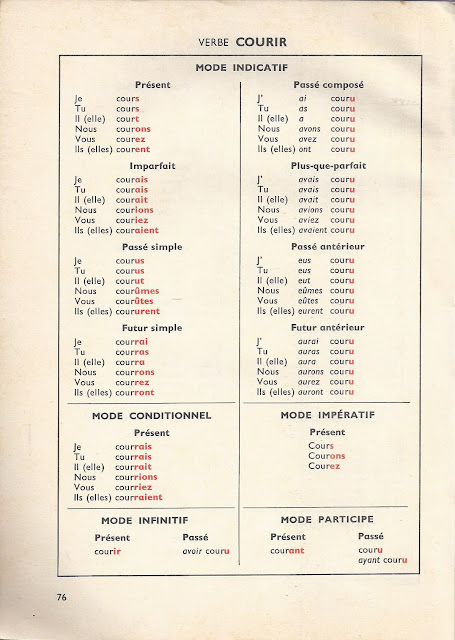 VERBE COURIR
MODE INDICATIF
Présent
Je cours
Tu cours
Il (elle) court
Nous courons
Vous courez
Ils (elles) courent
Imparfait
Je courais
Tu courais
Il (elle) courait
Nous courions
Vous couriez
Ils (elles) couraient
Passé simple
Je courus
Tu courus
Il (elle) courut
Nous courûmes
Vous courûtes
Ils (elles) coururent
Futur simple
Je courrai
Tu courras
Il (elle) courra
Nous courrons
Vous courrez
Ils (elles) courront
Passé composé
J' ai couru
Tu as couru
Il (elle) a couru
Nous avons couru
Vous avez couru
Ils (elles) ont couru
Plus-que-parfait
J' avais couru
Tu avais couru
Il (elle) avait couru
Nous avions couru
Vous aviez couru
Ils (elles) avaient couru
Passé antérieur
J' eus couru
Tu eus couru
Il (elle) eut couru
Nous eûmes couru
Vous eûtes couru
Ils (elles) eurent couru
Futur antérieur
J' aurai couru
Tu auras couru
Il (elle) aura couru
Nous aurons couru
Vous aurez couru
Ils (elles) auront couru
MODE CONDITIONNEL
Présent
Je courrais
Tu courrais
Il (elle) courrait
Nous courrions
Vous courriez
Ils (elles) courraient
MODE IMPÉRATIF
Présent
Cours
Courons
Courez
MODE INFINITIF
Présent Passé
courir avoir couru
MODE PARTICIPE
Présent Passé
courant couru
ayant couru
76